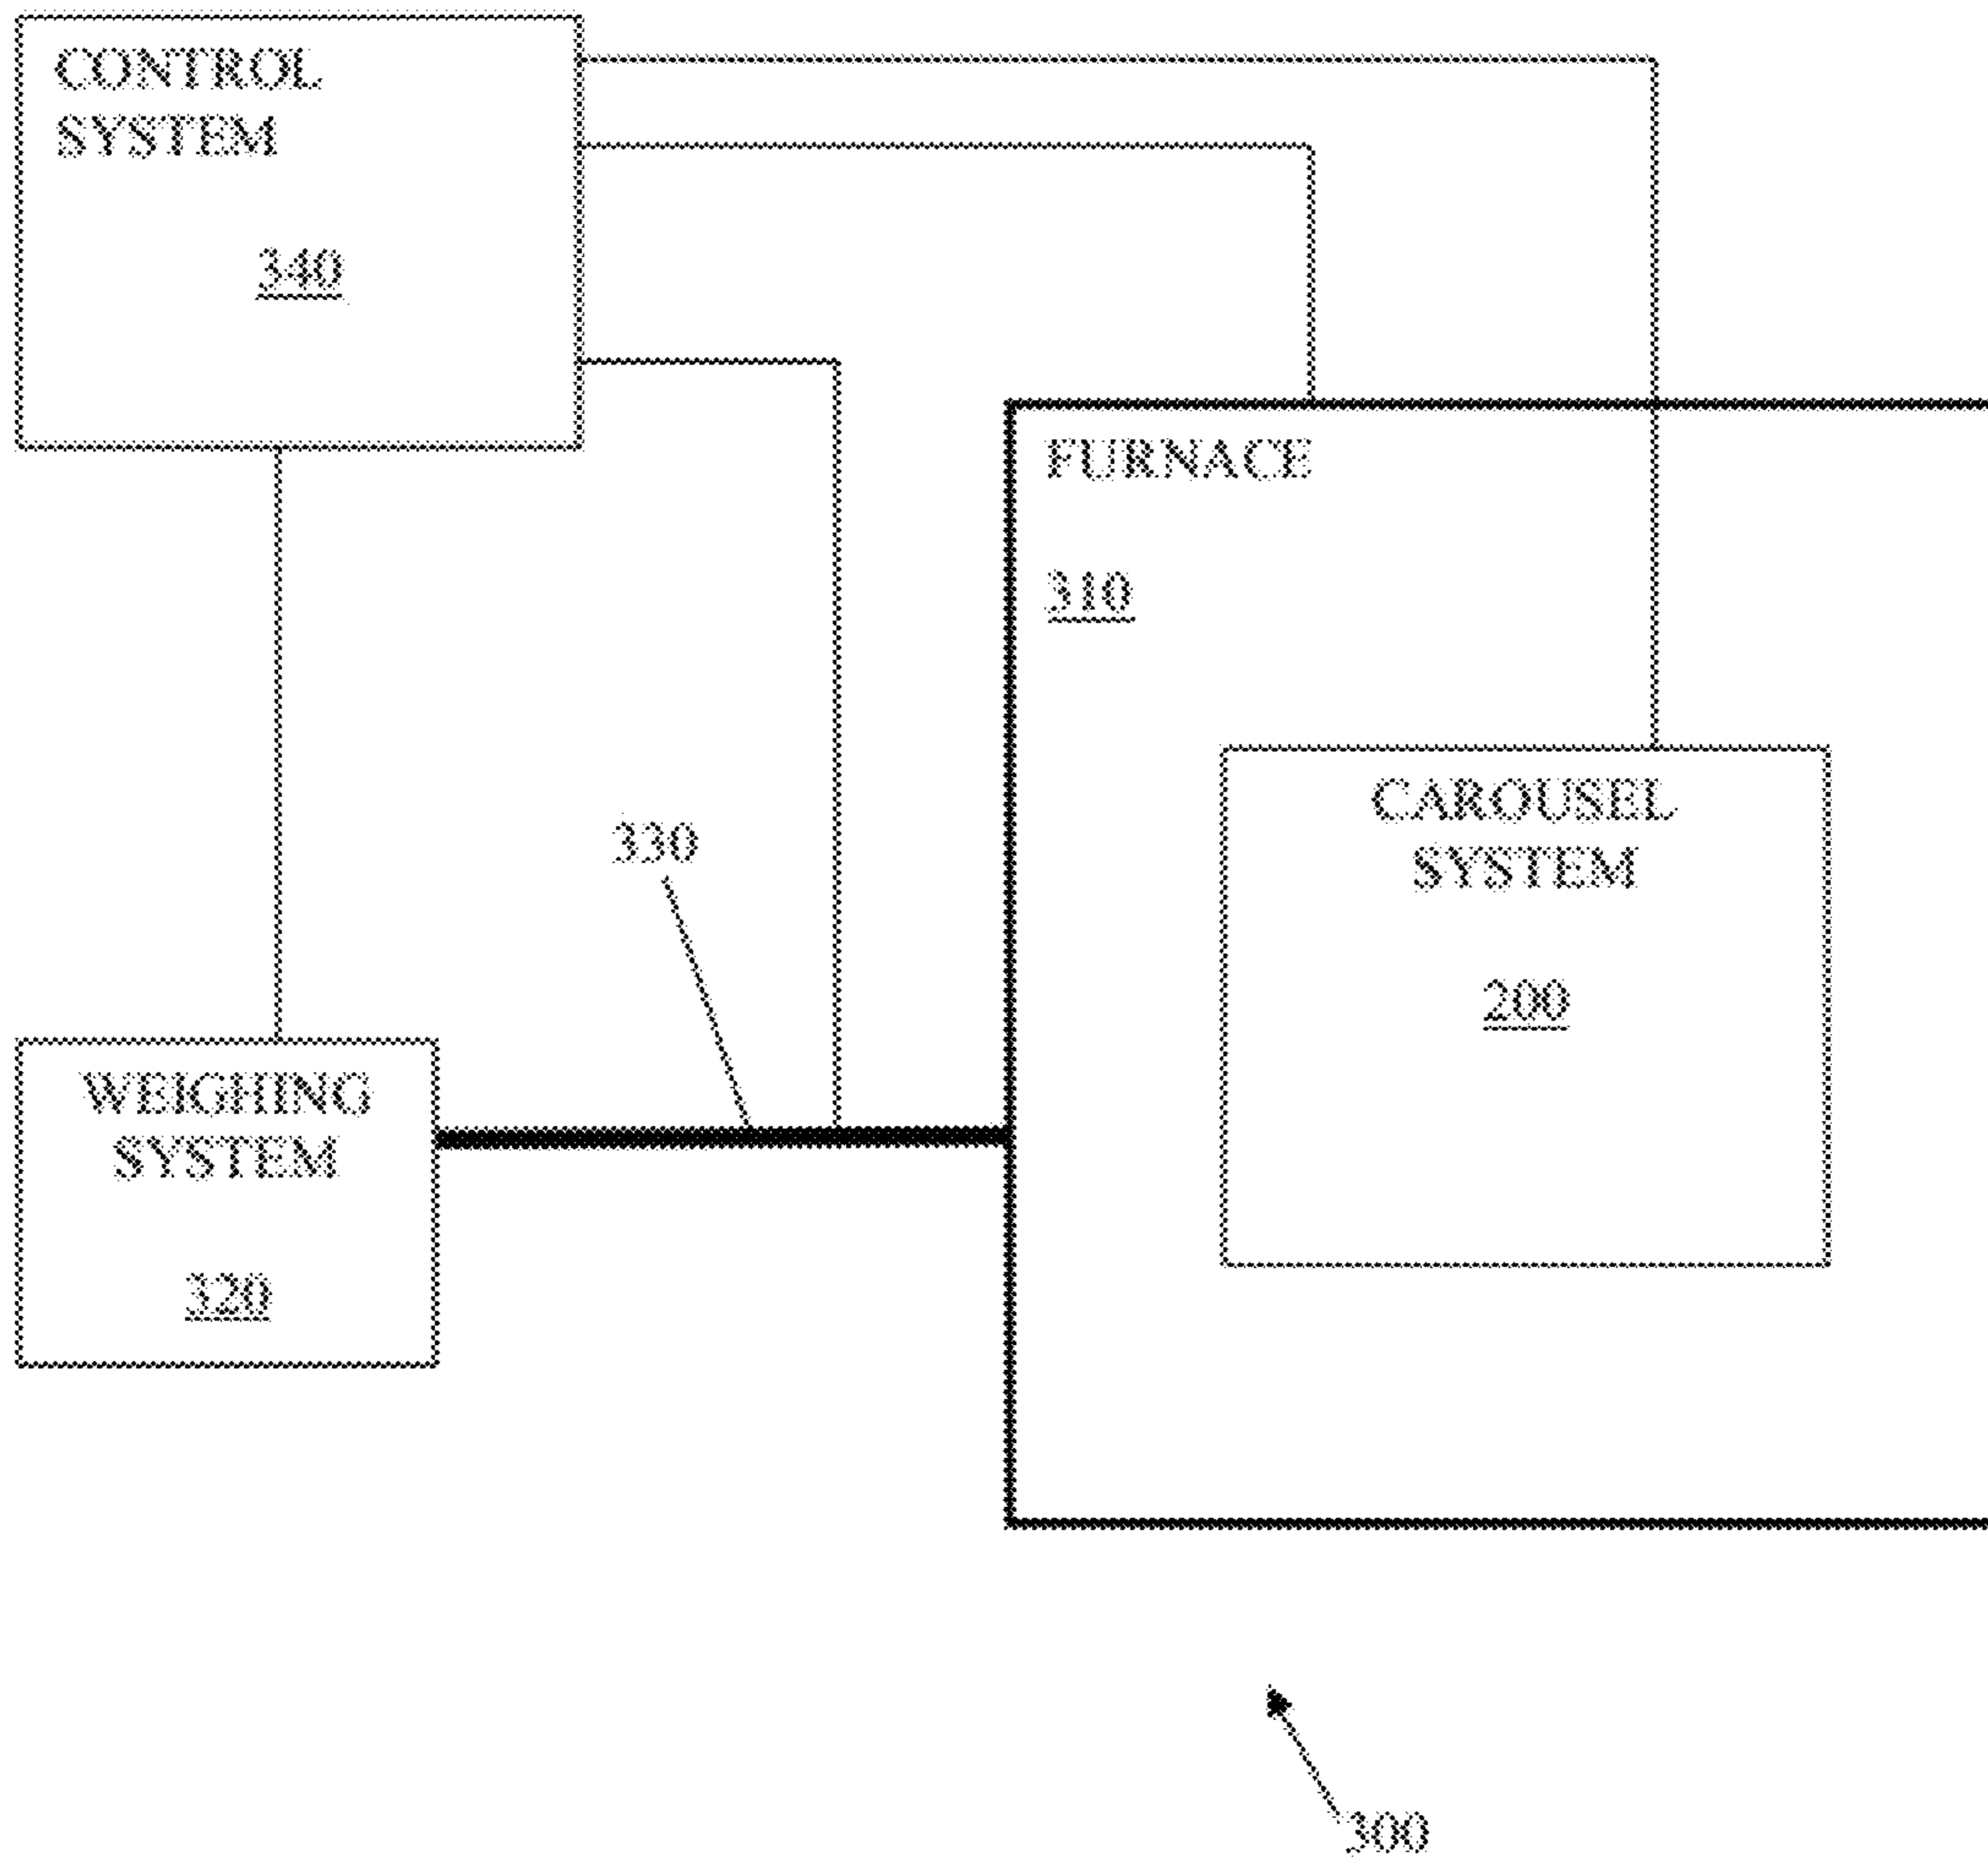 CONTROL
SYSTEM
340
FURNACE
310
CAROUSEL
SYSTEM
200
330
WEIGHING
SYSTEM
320
300